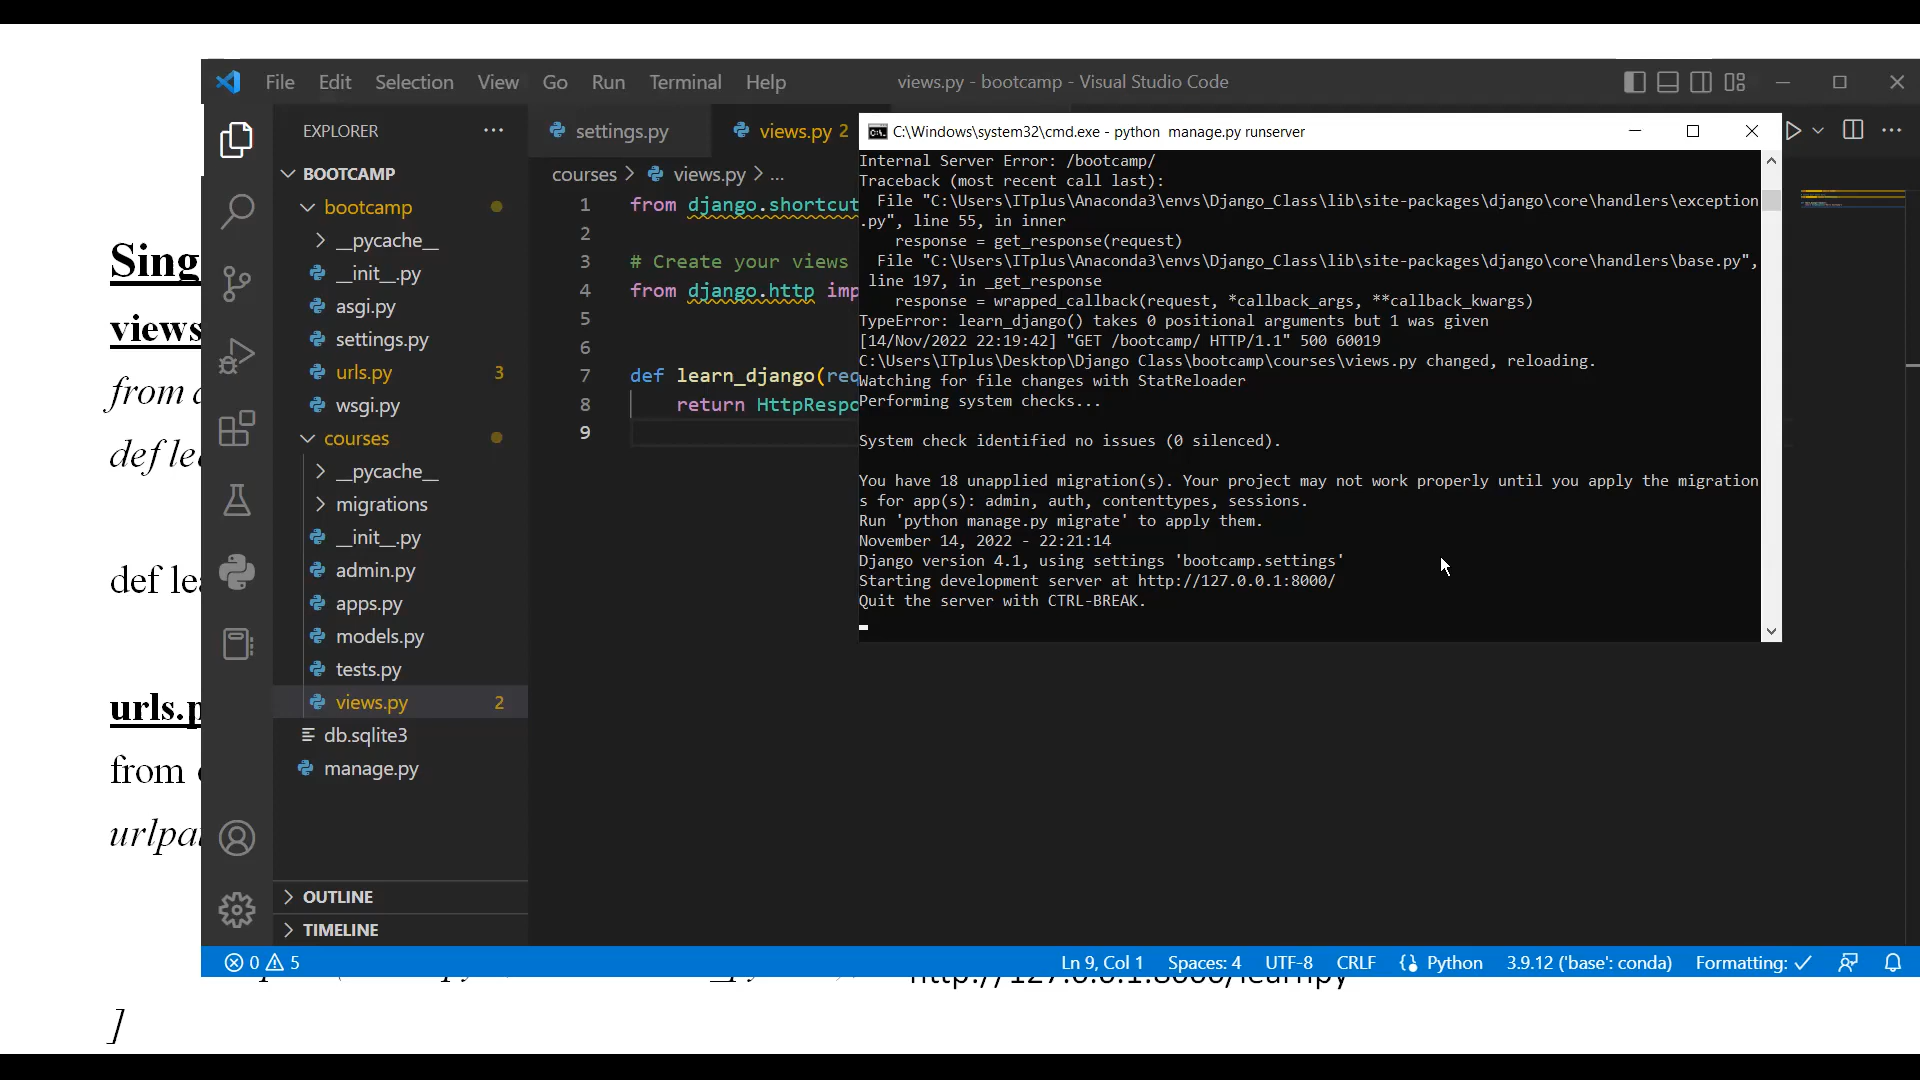 File Edit Selection View Go Run Terminal Help views.py - bootcamp - Visual Studio Code
EXPLORER
BOOTCAMP
bootcamp
__pycache__
__init__.py
asgi.py
settings.py
urls.py 3
wsgi.py
courses
__pycache__
migrations
__init__.py
admin.py
apps.py
models.py
tests.py
views.py 2
db.sqlite3
manage.py
OUTLINE
TIMELINE
settings.py views.py 2
courses > views.py > ...
1 from django.shortcut
2
3 # Create your views
4 from django.http imp
5
6
7 def learn_django(req
8 return HttpRespo
9
C:\Windows\system32\cmd.exe - python manage.py runserver
Internal Server Error: /bootcamp/
Traceback (most recent call last):
File "C:\Users\ITplus\Anaconda3\envs\Django_Class\lib\site-packages\django\core\handlers\exception
.py", line 55, in inner
response = get_response(request)
File "C:\Users\ITplus\Anaconda3\envs\Django_Class\lib\site-packages\django\core\handlers\base.py",
line 197, in _get_response
response = wrapped_callback(request, *callback_args, **callback_kwargs)
TypeError: learn_django() takes 0 positional arguments but 1 was given
[14/Nov/2022 22:19:42] "GET /bootcamp/ HTTP/1.1" 500 60019
C:\Users\ITplus\Desktop\Django Class\bootcamp\courses\views.py changed, reloading.
Watching for file changes with StatReloader
Performing system checks...
System check identified no issues (0 silenced).
You have 18 unapplied migration(s). Your project may not work properly until you apply the migration
s for app(s): admin, auth, contenttypes, sessions.
Run 'python manage.py migrate' to apply them.
November 14, 2022 - 22:21:14
Django version 4.1, using settings 'bootcamp.settings'
Starting development server at http://127.0.0.1:8000/
Quit the server with CTRL-BREAK.
0 5 Ln 9, Col 1 Spaces: 4 UTF-8 CRLF Python 3.9.12 ('base': conda) Formatting: ✓
Sing
views
from
def le
def le
urls.p
from
urlpa
http://127.0.0.1:8000/learnpy
]